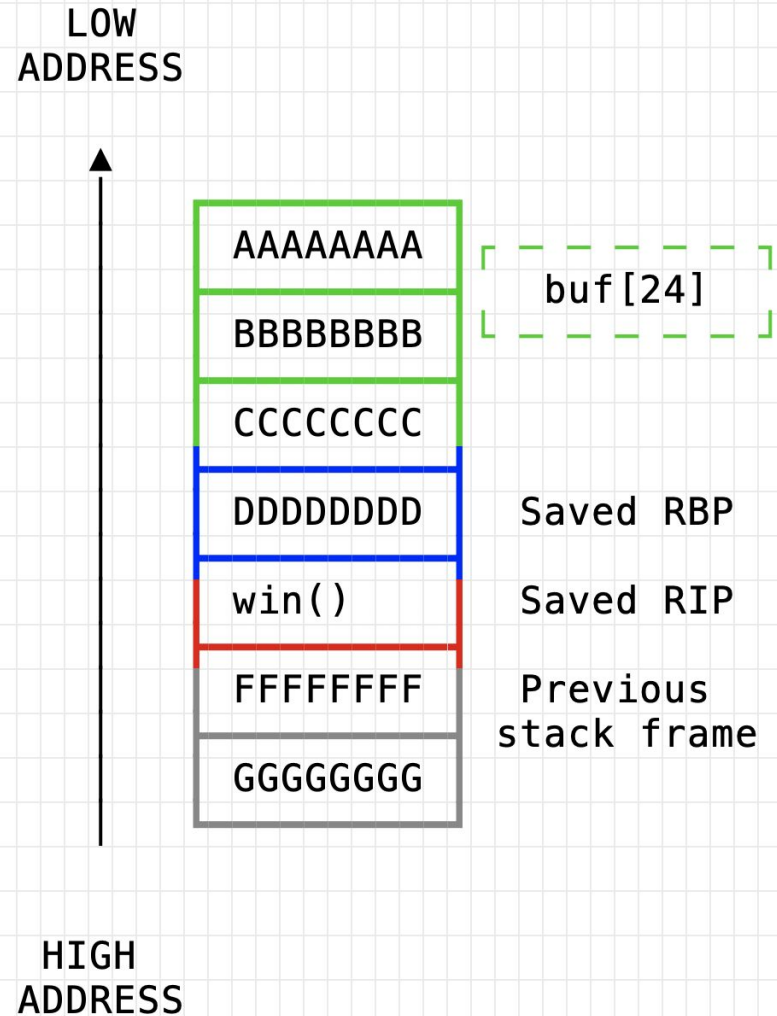 LOW
ADDRESS
AAAAAAAA
buf[24]
BBBBBBBB
CCCCCCCC
DDDDDDDD Saved RBP
win() Saved RIP
FFFFFFFF Previous
stack frame
GGGGGGGG
HIGH
ADDRESS